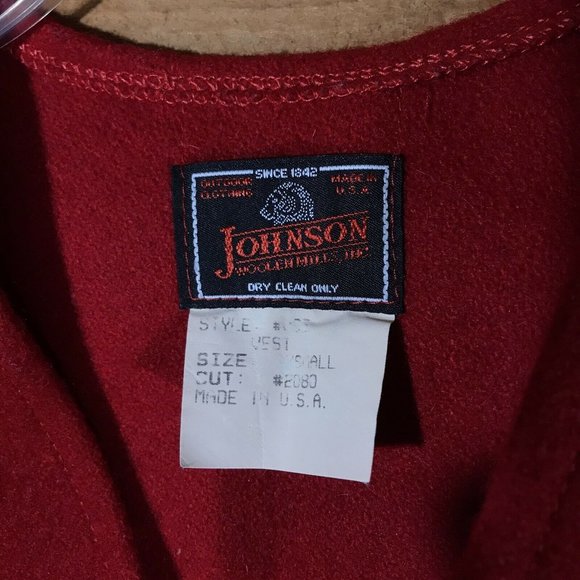 SINCE 1842
OUTDOOR CLOTHING
MADE IN U.S.A.
JOHNSON
WOOLEN MILLS, INC.
DRY CLEAN ONLY
STYLE:
VEST
SIZE: SMALL
CUT: #2080
MADE IN U.S.A.